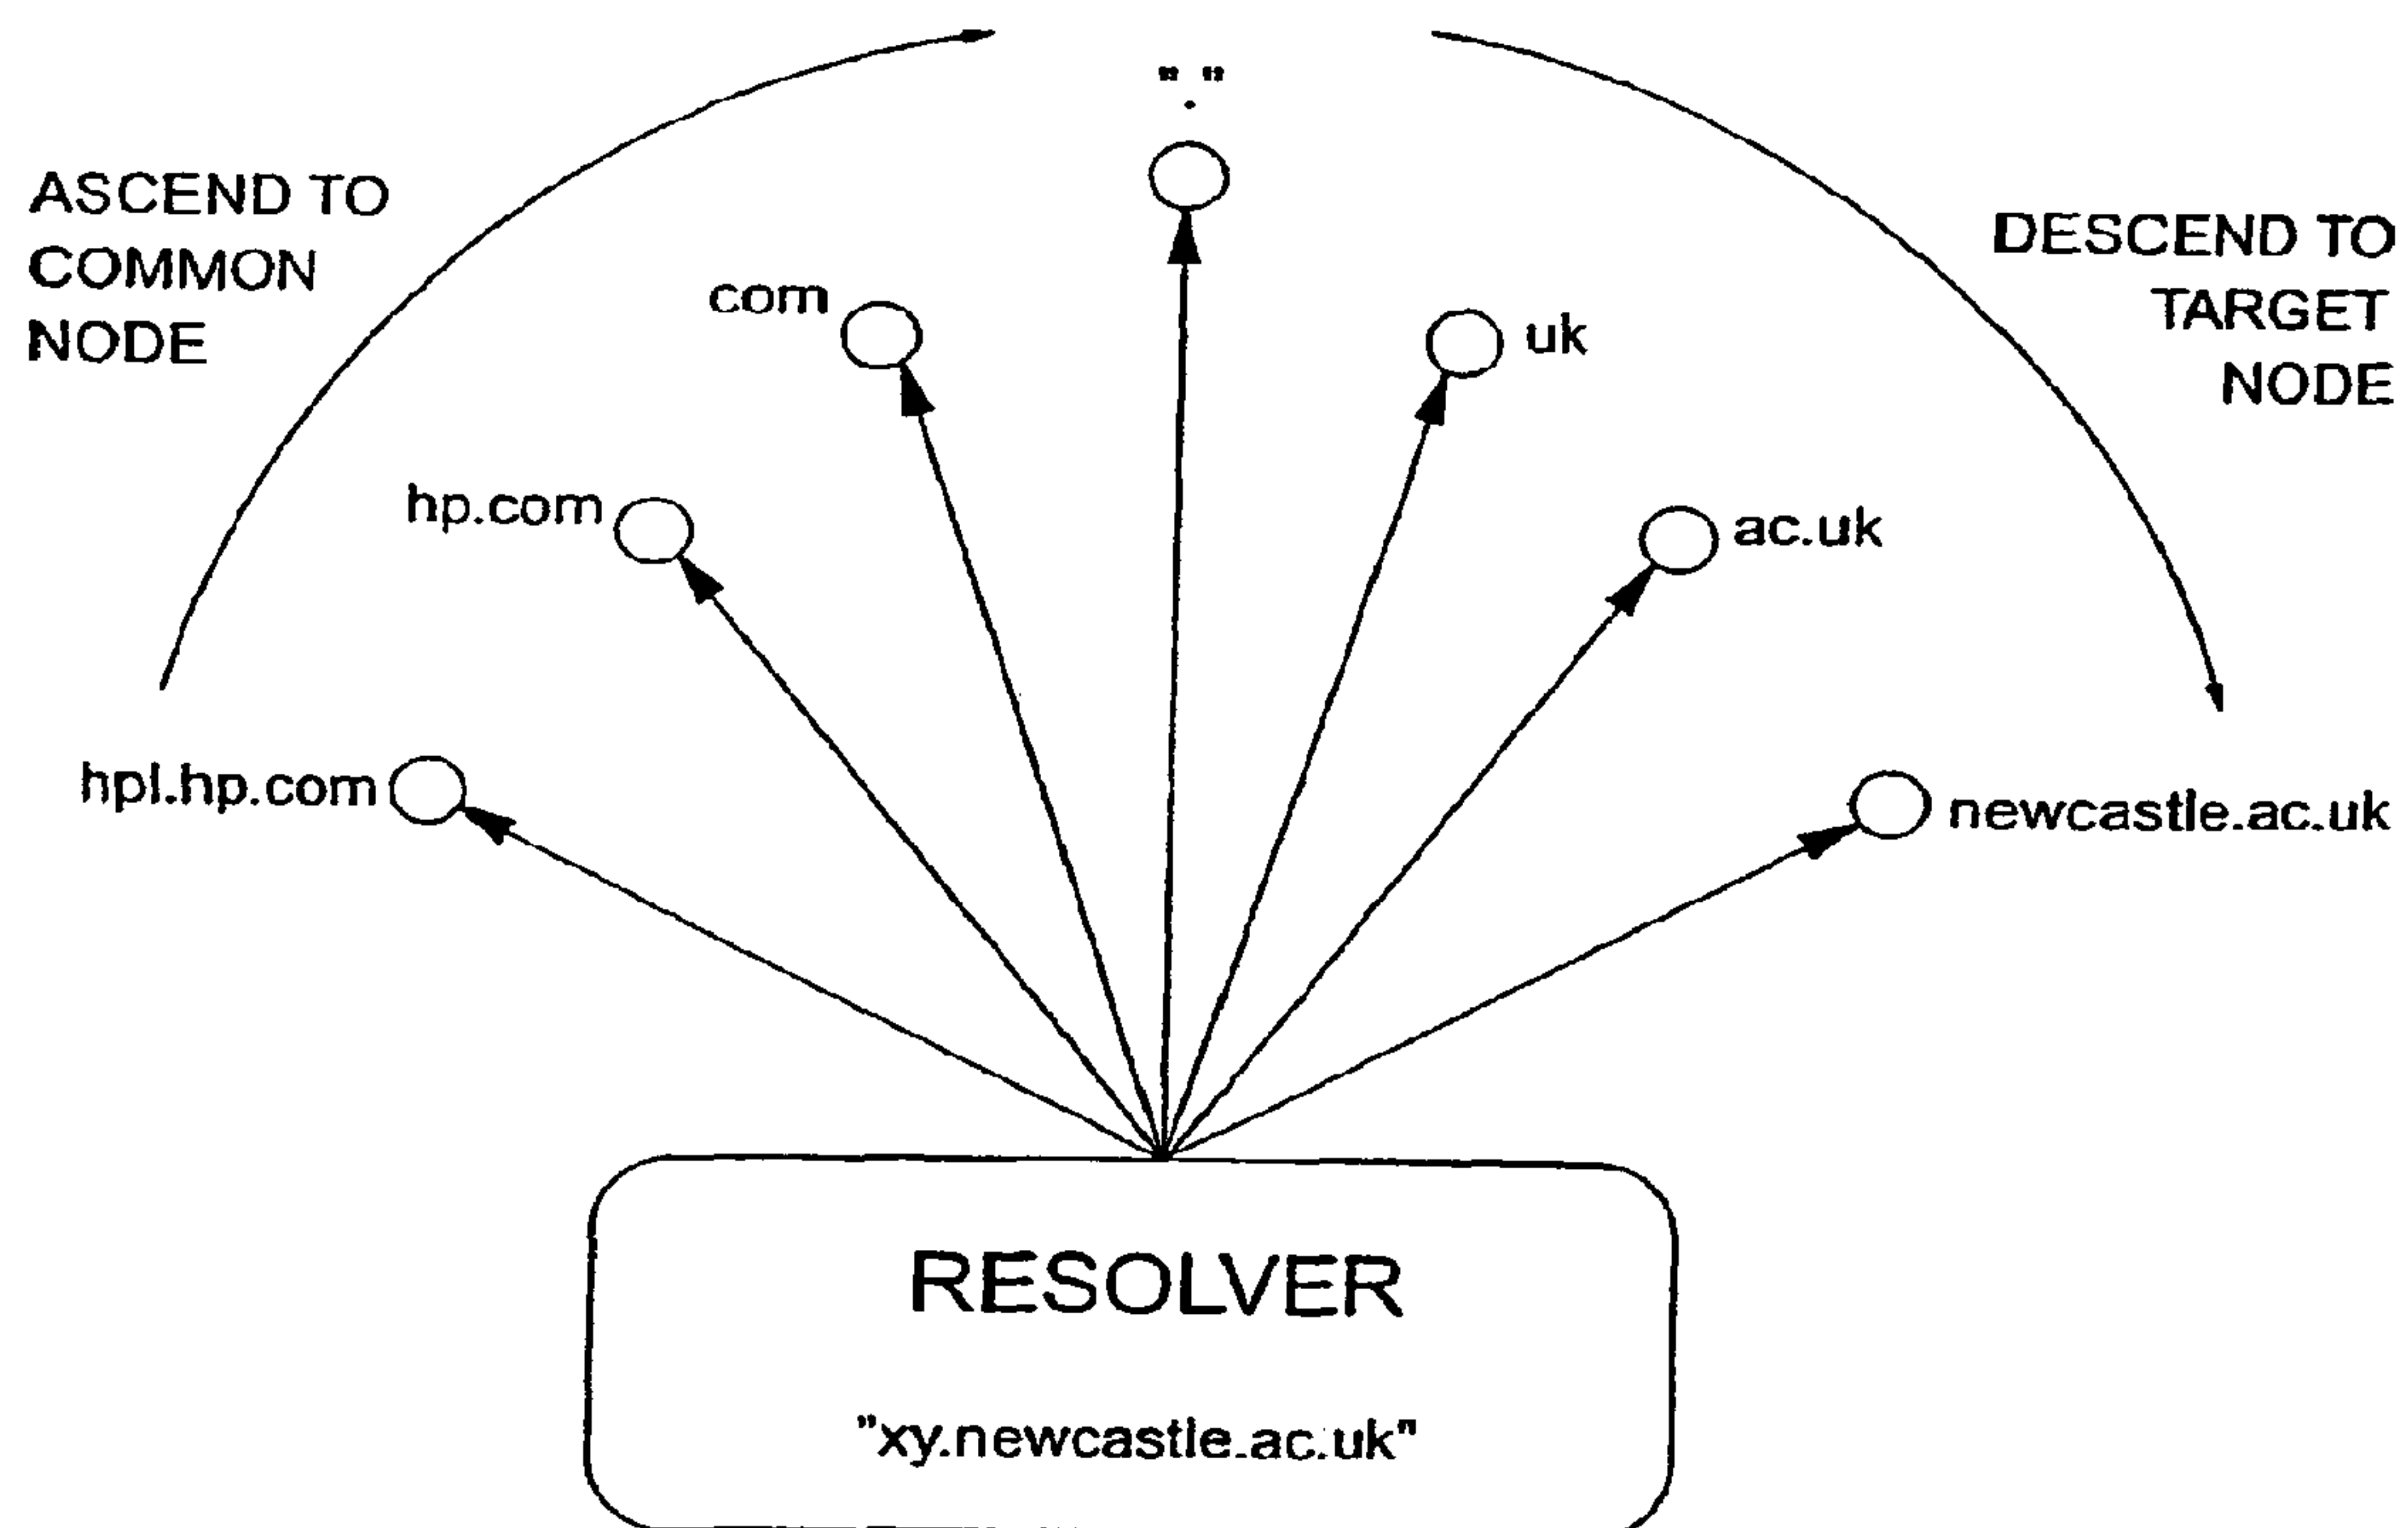 "."
ASCEND TO
COMMON
NODE
DESCEND TO
TARGET
NODE
com
uk
hp.com
ac.uk
hpl.hp.com
newcastle.ac.uk
RESOLVER
"xy.newcastle.ac.uk"